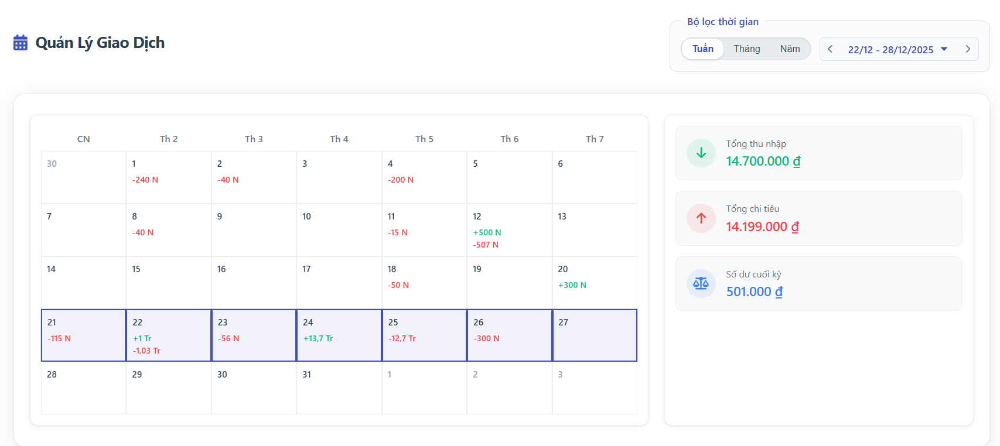 Quản Lý Giao Dịch
Bộ lọc thời gian
Tuần Tháng Năm 22/12 - 28/12/2025
CN Th 2 Th 3 Th 4 Th 5 Th 6 Th 7
30 1 2 3 4 5 6
-240 N -40 N -200 N
7 8 9 10 11 12 13
-40 N -15 N +500 N
-507 N
14 15 16 17 18 19 20
-50 N +300 N
21 22 23 24 25 26 27
-115 N +1 Tr -56 N +13,7 Tr -12,7 Tr -300 N
-1,03 Tr
28 29 30 31 1 2 3
Tổng thu nhập
14.700.000 ₫
Tổng chi tiêu
14.199.000 ₫
Số dư cuối kỳ
501.000 ₫